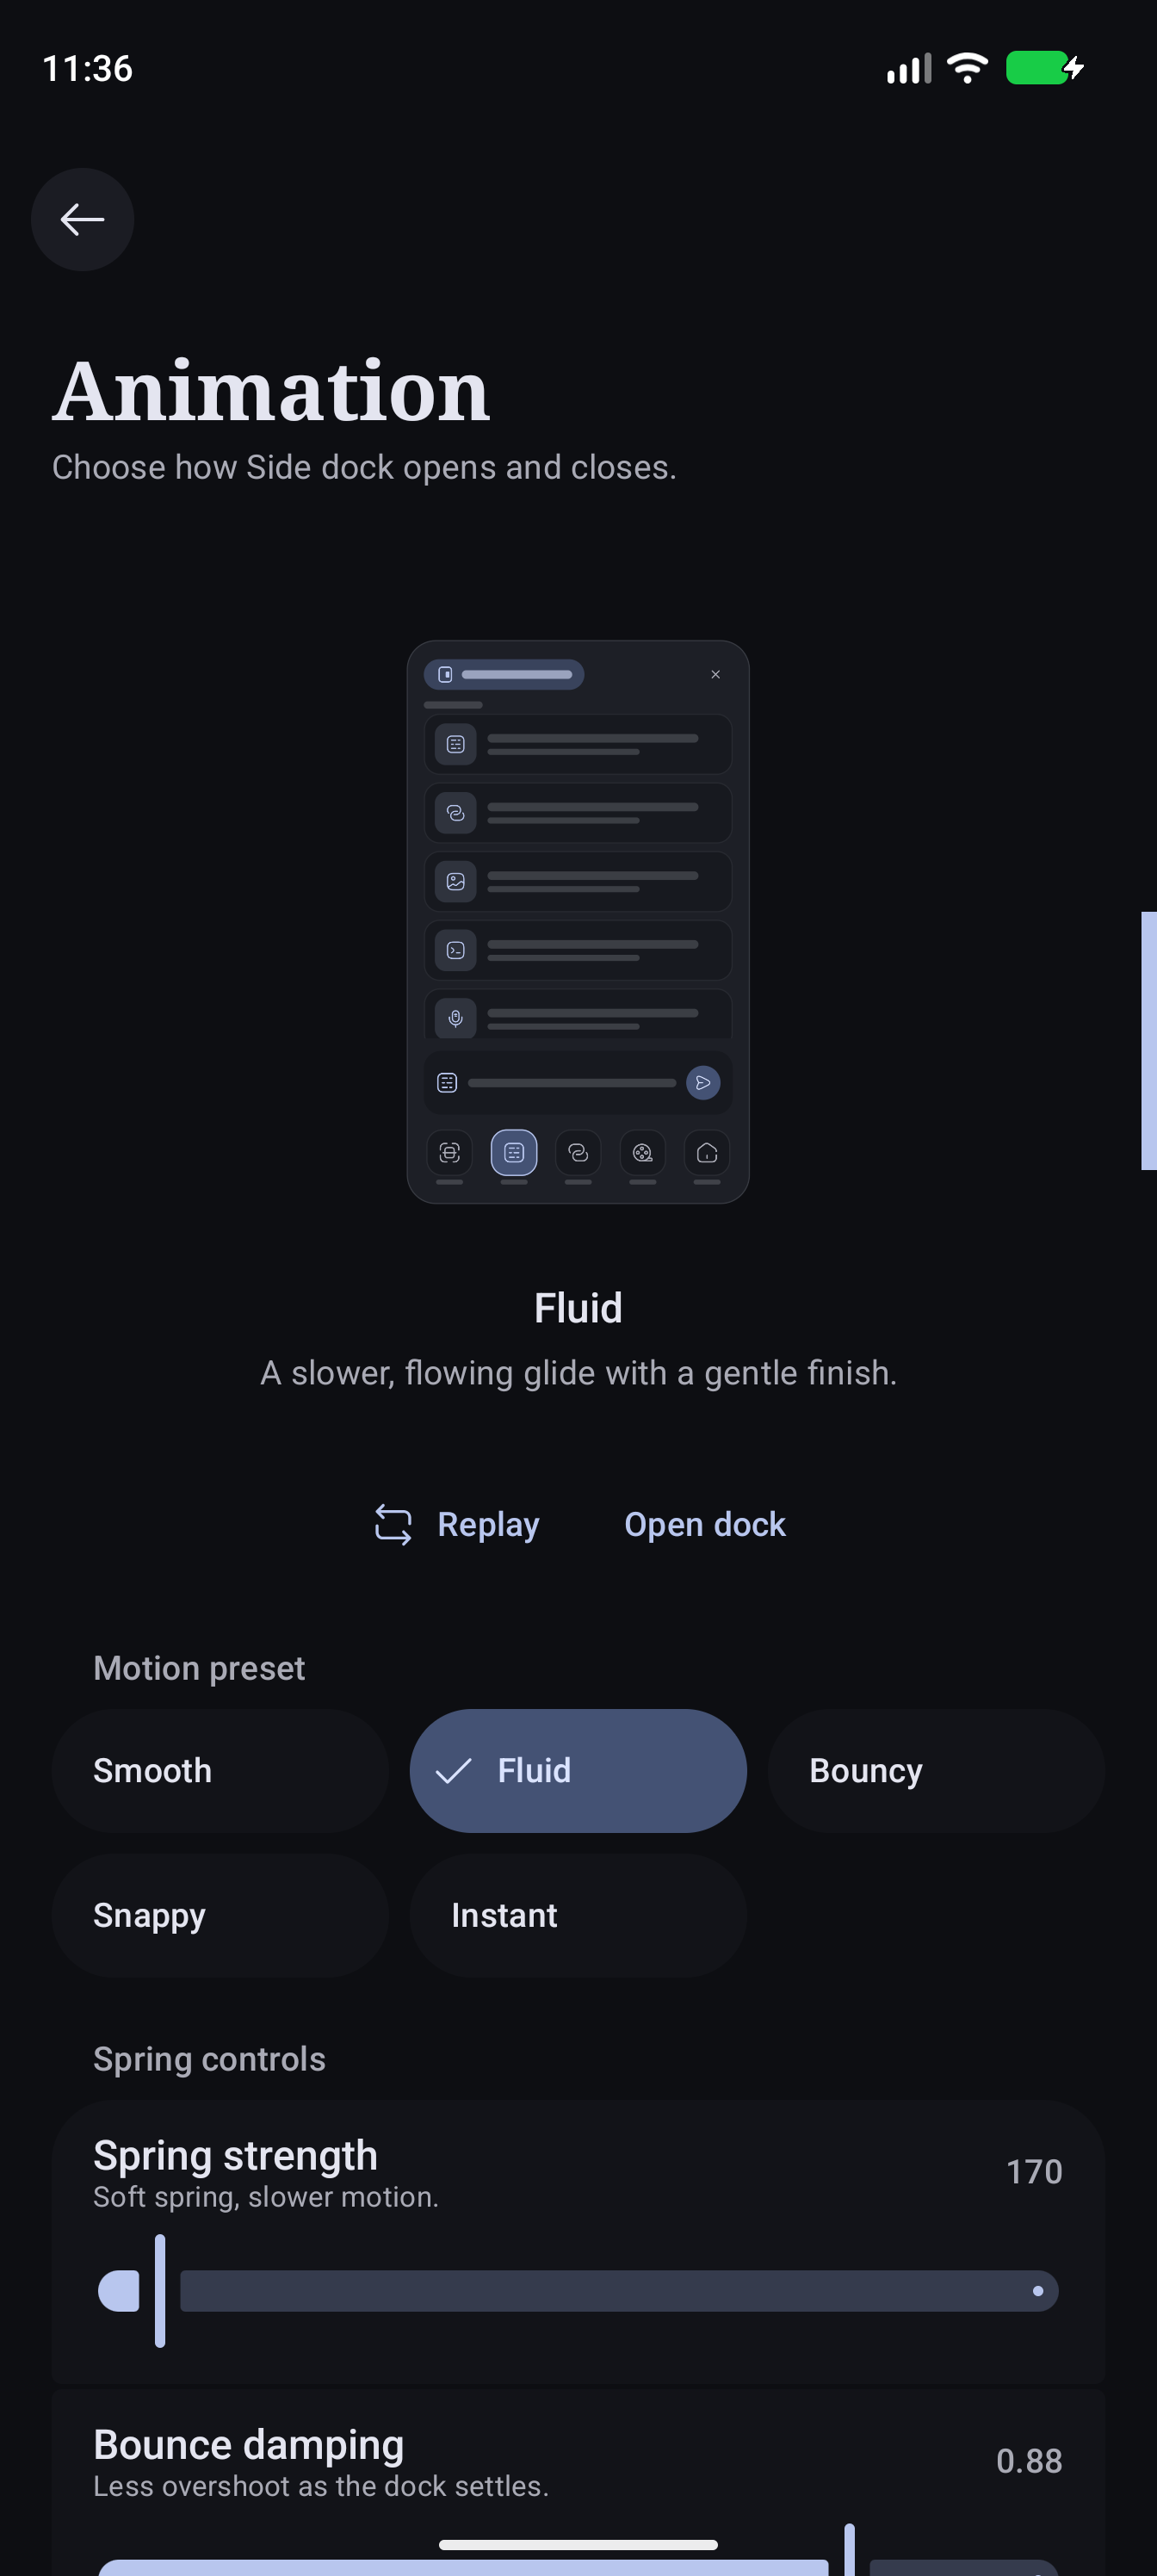 11:36
Animation
Choose how Side dock opens and closes.
Fluid
A slower, flowing glide with a gentle finish.
Replay
Open dock
Motion preset
Smooth
Fluid
Bouncy
Snappy
Instant
Spring controls
Spring strength
170
Soft spring, slower motion.
Bounce damping
0.88
Less overshoot as the dock settles.